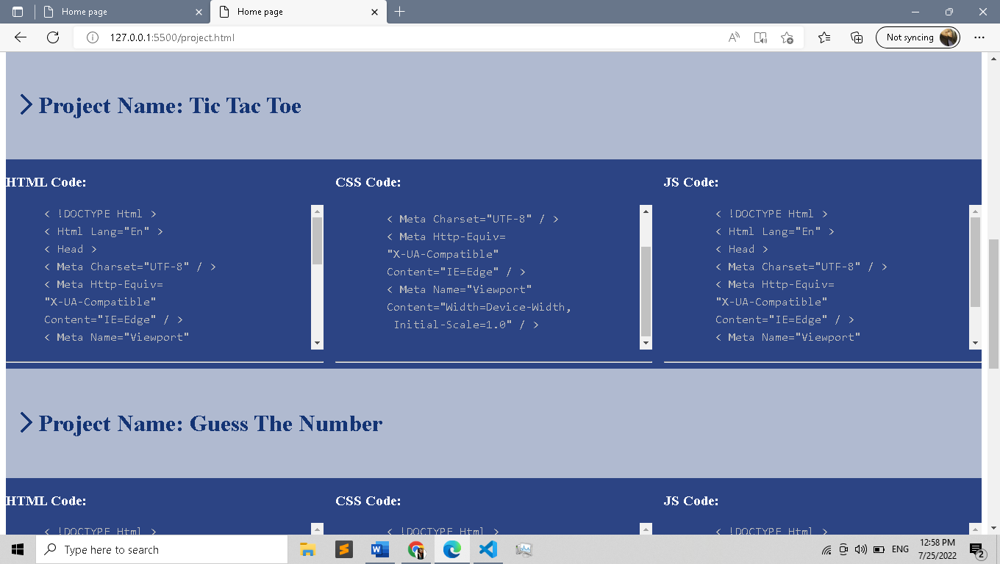 Home page
Home page
127.0.0.1:5500/project.html
Not syncing
Project Name: Tic Tac Toe
HTML Code:
< !DOCTYPE Html >
< Html Lang="En" >
< Head >
< Meta Charset="UTF-8" / >
< Meta Http-Equiv=
"X-UA-Compatible"
Content="IE=Edge" / >
< Meta Name="Viewport"
CSS Code:
< Meta Charset="UTF-8" / >
< Meta Http-Equiv=
"X-UA-Compatible"
Content="IE=Edge" / >
< Meta Name="Viewport"
Content="Width=Device-Width,
Initial-Scale=1.0" / >
JS Code:
< !DOCTYPE Html >
< Html Lang="En" >
< Head >
< Meta Charset="UTF-8" / >
< Meta Http-Equiv=
"X-UA-Compatible"
Content="IE=Edge" / >
< Meta Name="Viewport"
Project Name: Guess The Number
HTML Code:
< !DOCTYPE Html >
CSS Code:
< !DOCTYPE Html >
JS Code:
< !DOCTYPE Html >
Type here to search
ENG
12:58 PM
7/25/2022
2